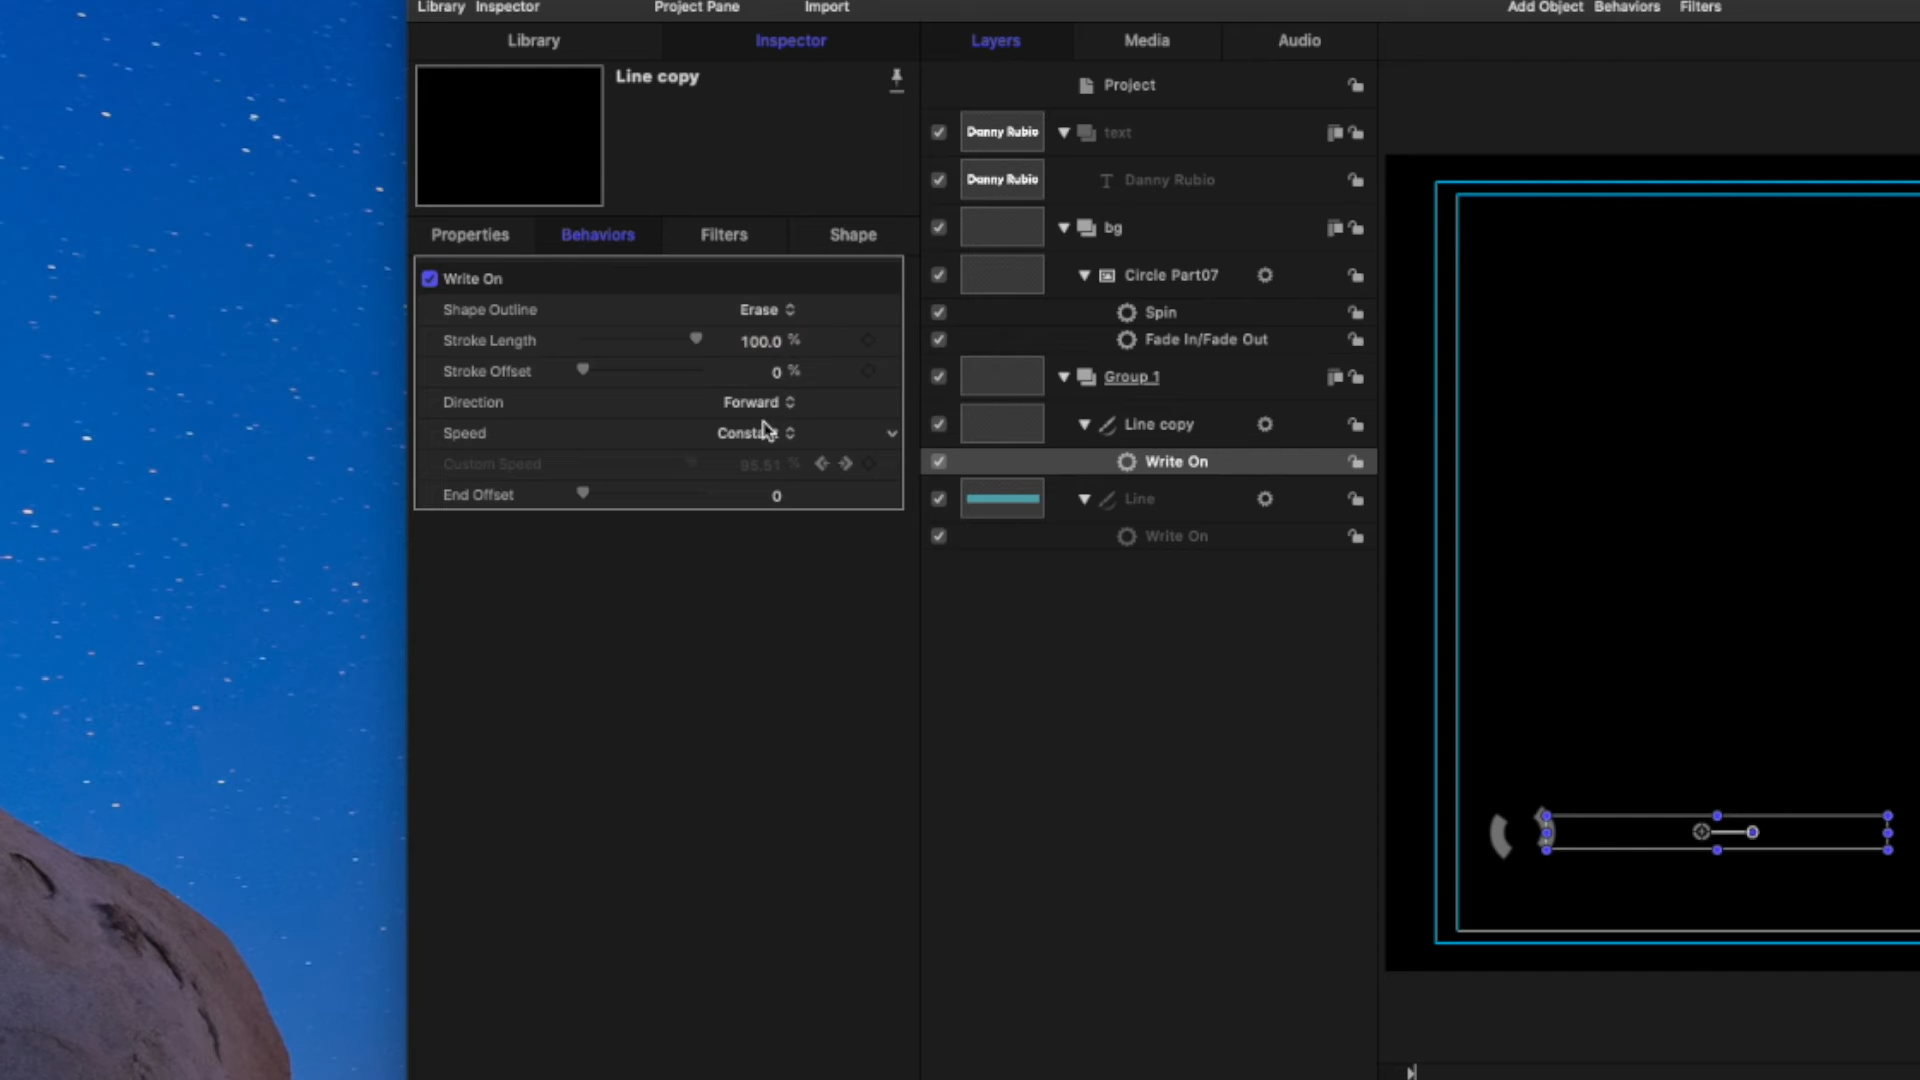 Library Inspector Project Pane Import Add Object Behaviors Filters
Library Inspector Layers Media Audio
Line copy
Project
Danny Rubio text
Danny Rubio Danny Rubio
Properties Behaviors Filters Shape
bg
Write On
Circle Part07
Shape Outline Erase
Spin
Stroke Length 100.0 %
Fade In/Fade Out
Stroke Offset 0 %
Group 1
Direction Forward
Line copy
Speed
Custom Speed 95.51 %
Write On
End Offset 0
Line
Write On